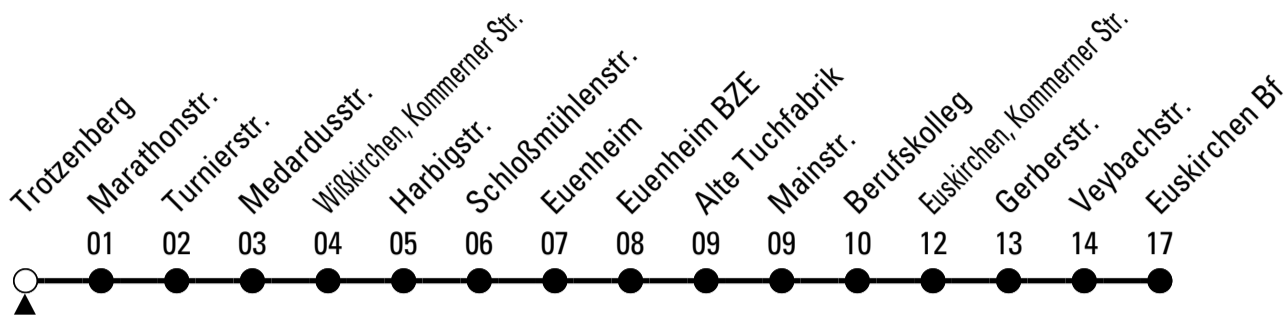 Trotzenberg
Marathonstr.
Turnierstr.
Medardusstr.
Wißkirchen, Kommerner Str.
Harbigstr.
Schloßmühlenstr.
Euenheim
Euenheim BZE
Alte Tuchfabrik
Mainstr.
Berufskolleg
Euskirchen, Kommerner Str.
Gerberstr.
Veybachstr.
Euskirchen Bf
01 02 03 04 05 06 07 08 09 09 10 12 13 14 17